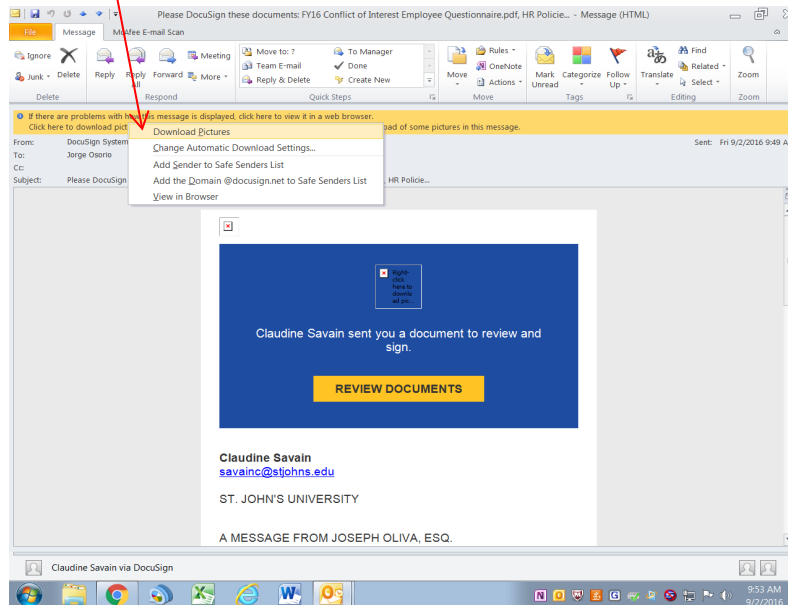 Please DocuSign these documents: FY16 Conflict of Interest Employee Questionnaire.pdf, HR Policie... - Message (HTML)
File Message McAfee E-mail Scan
Ignore
Junk
Delete
Reply
Reply All
Forward
Meeting
More
Move to: ?
Team E-mail
Reply & Delete
To Manager
Done
Create New
Move
Rules
OneNote
Actions
Mark Unread
Categorize
Follow Up
Translate
Find
Related
Select
Zoom
Delete Respond Quick Steps Move Tags Editing Zoom
If there are problems with how this message is displayed, click here to view it in a web browser.
Click here to download pict
oad of some pictures in this message.
From: DocuSign System
Sent: Fri 9/2/2016 9:49 A
To: Jorge Osorio
Cc:
Subject: Please DocuSign
, HR Policie...
Download Pictures
Change Automatic Download Settings...
Add Sender to Safe Senders List
Add the Domain @docusign.net to Safe Senders List
View in Browser
Right-
click
here to
downlo
ad pic...
Claudine Savain sent you a document to review and
sign.
REVIEW DOCUMENTS
Claudine Savain
savainc@stjohns.edu
ST. JOHN'S UNIVERSITY
A MESSAGE FROM JOSEPH OLIVA, ESQ.
Claudine Savain via DocuSign
9:53 AM
9/2/2016